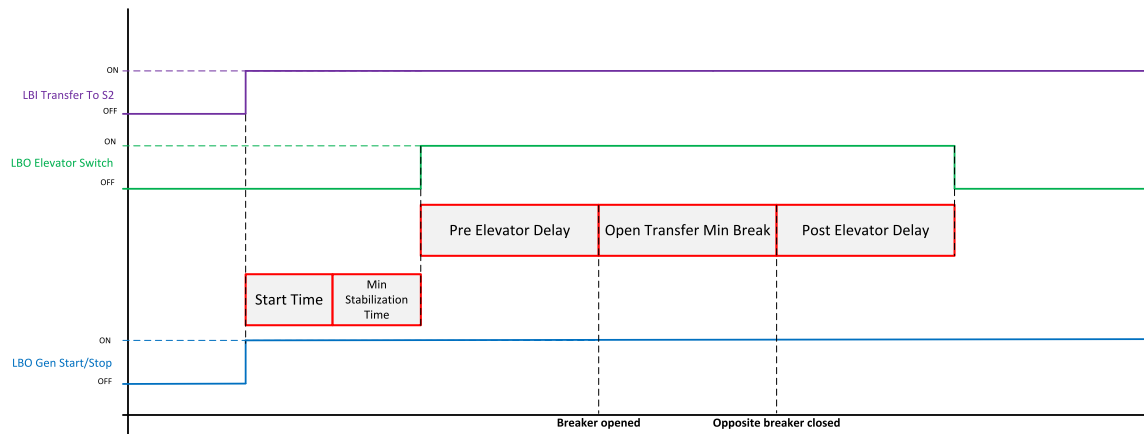 ON
LBI Transfer To S2
OFF
ON
LBO Elevator Switch
OFF
Pre Elevator Delay
Open Transfer Min Break
Post Elevator Delay
Start Time
Min
Stabilization
Time
ON
LBO Gen Start/Stop
OFF
Breaker opened
Opposite breaker closed